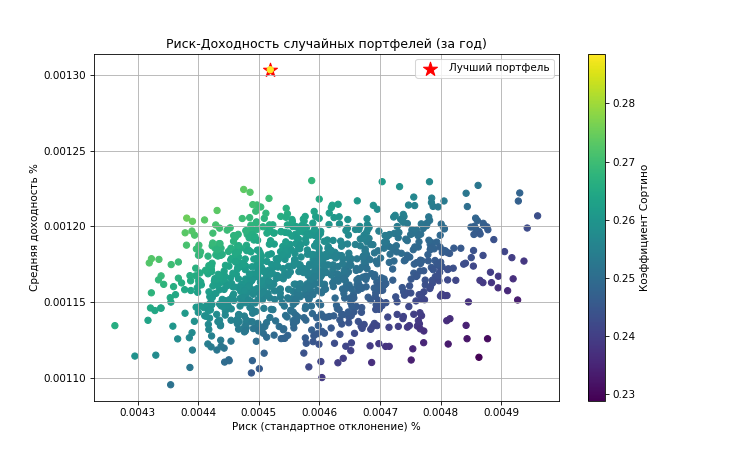 Риск-Доходность случайных портфелей (за год)
Лучший портфель
Средняя доходность %
0.00130
0.00125
0.00120
0.00115
0.00110
0.0043 0.0044 0.0045 0.0046 0.0047 0.0048 0.0049
Риск (стандартное отклонение) %
0.28
0.27
0.26
0.25
0.24
0.23
Коэффициент Сортино